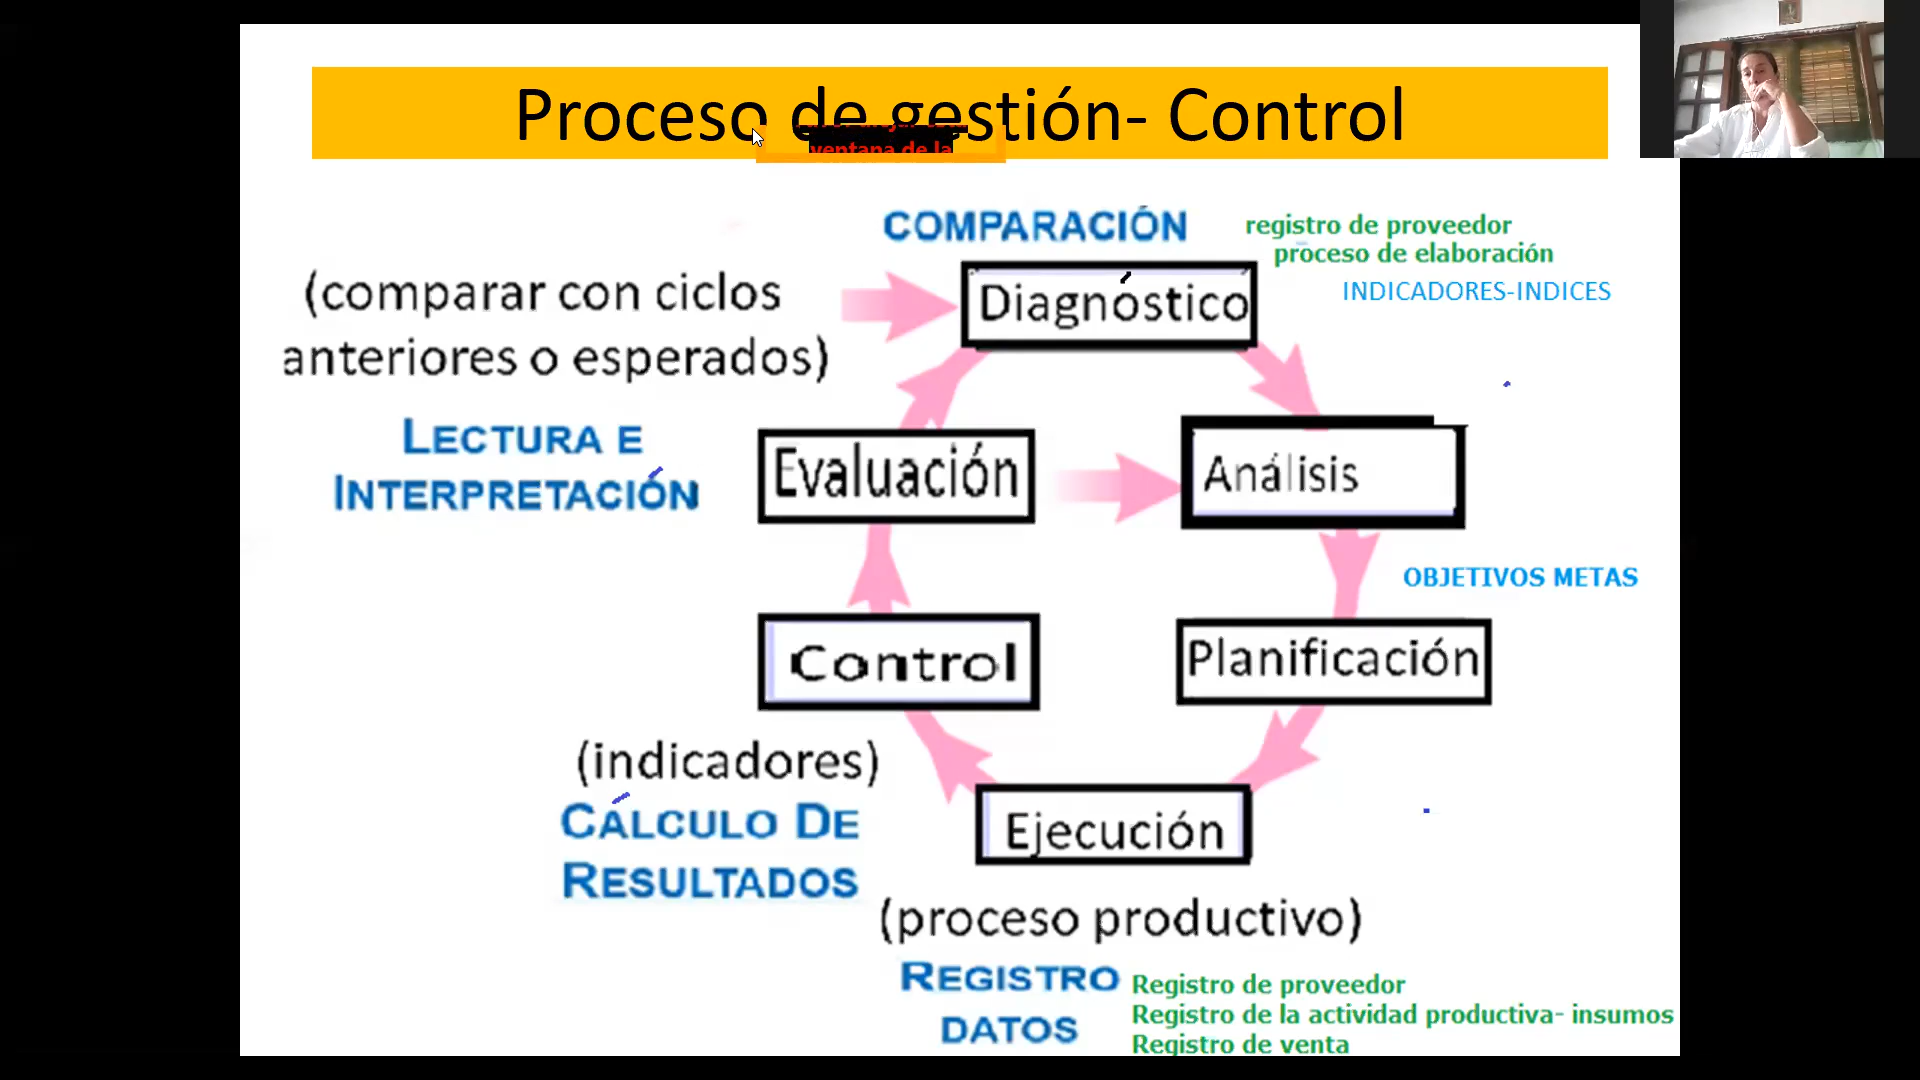 Proceso de gestión- Control
ventana de la
COMPARACIÓN
registro de proveedor
proceso de elaboración
INDICADORES-INDICES
(comparar con ciclos
anteriores o esperados)
Diagnóstico
LECTURA E
INTERPRETACIÓN
Evaluación
Análisis
OBJETIVOS METAS
Control
Planificación
(indicadores)
CÁLCULO DE
RESULTADOS
Ejecución
(proceso productivo)
REGISTRO
DATOS
Registro de proveedor
Registro de la actividad productiva- insumos
Registro de venta